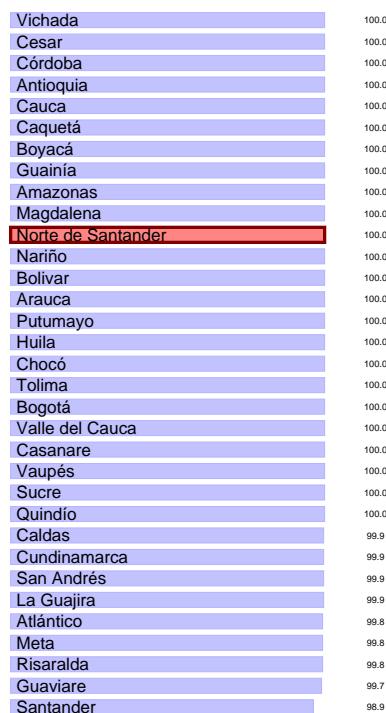 Vichada 100.0
Cesar 100.0
Córdoba 100.0
Antioquia 100.0
Cauca 100.0
Caquetá 100.0
Boyacá 100.0
Guainía 100.0
Amazonas 100.0
Magdalena 100.0
Norte de Santander 100.0
Nariño 100.0
Bolivar 100.0
Arauca 100.0
Putumayo 100.0
Huila 100.0
Chocó 100.0
Tolima 100.0
Bogotá 100.0
Valle del Cauca 100.0
Casanare 100.0
Vaupés 100.0
Sucre 100.0
Quindío 100.0
Caldas 99.9
Cundinamarca 99.9
San Andrés 99.9
La Guajira 99.9
Atlántico 99.8
Meta 99.8
Risaralda 99.8
Guaviare 99.7
Santander 98.9